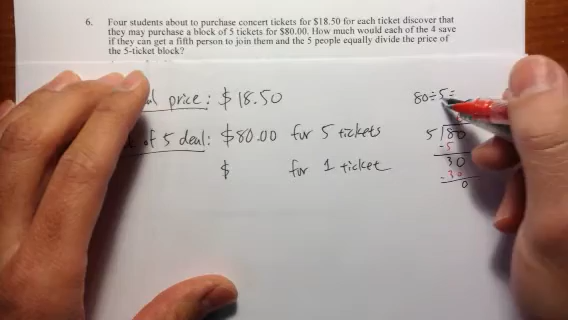 6. Four students about to purchase concert tickets for $18.50 for each ticket discover that
they may purchase a block of 5 tickets for $80.00. How much would each of the 4 save
if they can get a fifth person to join them and the 5 people equally divide the price of
the 5-ticket block?
price: $18.50
80÷5=
of 5 deal: $80.00 for 5 tickets
5 80
-5
$ for 1 ticket
30
-30
0